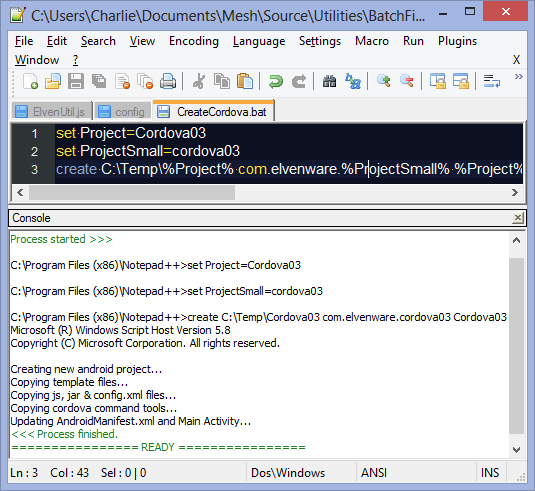 C:\Users\Charlie\Documents\Mesh\Source\Utilities\BatchFi...
File Edit Search View Encoding Language Settings Macro Run Plugins
Window ? X
ElvenUtil.js config CreateCordova.bat
1 set Project=Cordova03
2 set ProjectSmall=cordova03
3 create C:\Temp\%Project% com.elvenware.%ProjectSmall% %Project%
Console
Process started >>>
C:\Program Files (x86)\Notepad++>set Project=Cordova03
C:\Program Files (x86)\Notepad++>set ProjectSmall=cordova03
C:\Program Files (x86)\Notepad++>create C:\Temp\Cordova03 com.elvenware.cordova03 Cordova03
Microsoft (R) Windows Script Host Version 5.8
Copyright (C) Microsoft Corporation. All rights reserved.
Creating new android project...
Copying template files...
Copying js, jar & config.xml files...
Copying cordova command tools...
Updating AndroidManifest.xml and Main Activity...
<<< Process finished.
================ READY ================
Ln : 3 Col : 43 Sel : 0 | 0 Dos\Windows ANSI INS